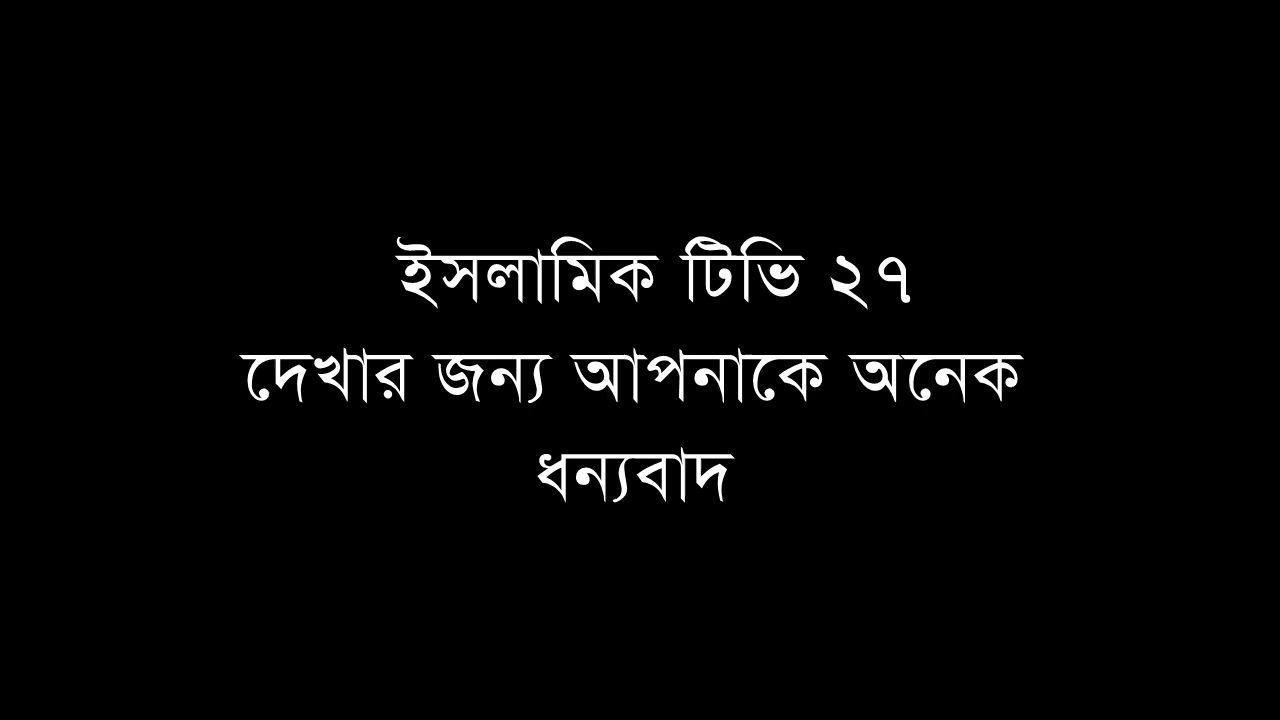 ইসলামিক টিভি ২৭
দেখার জন্য আপনাকে অনেক
ধন্যবাদ